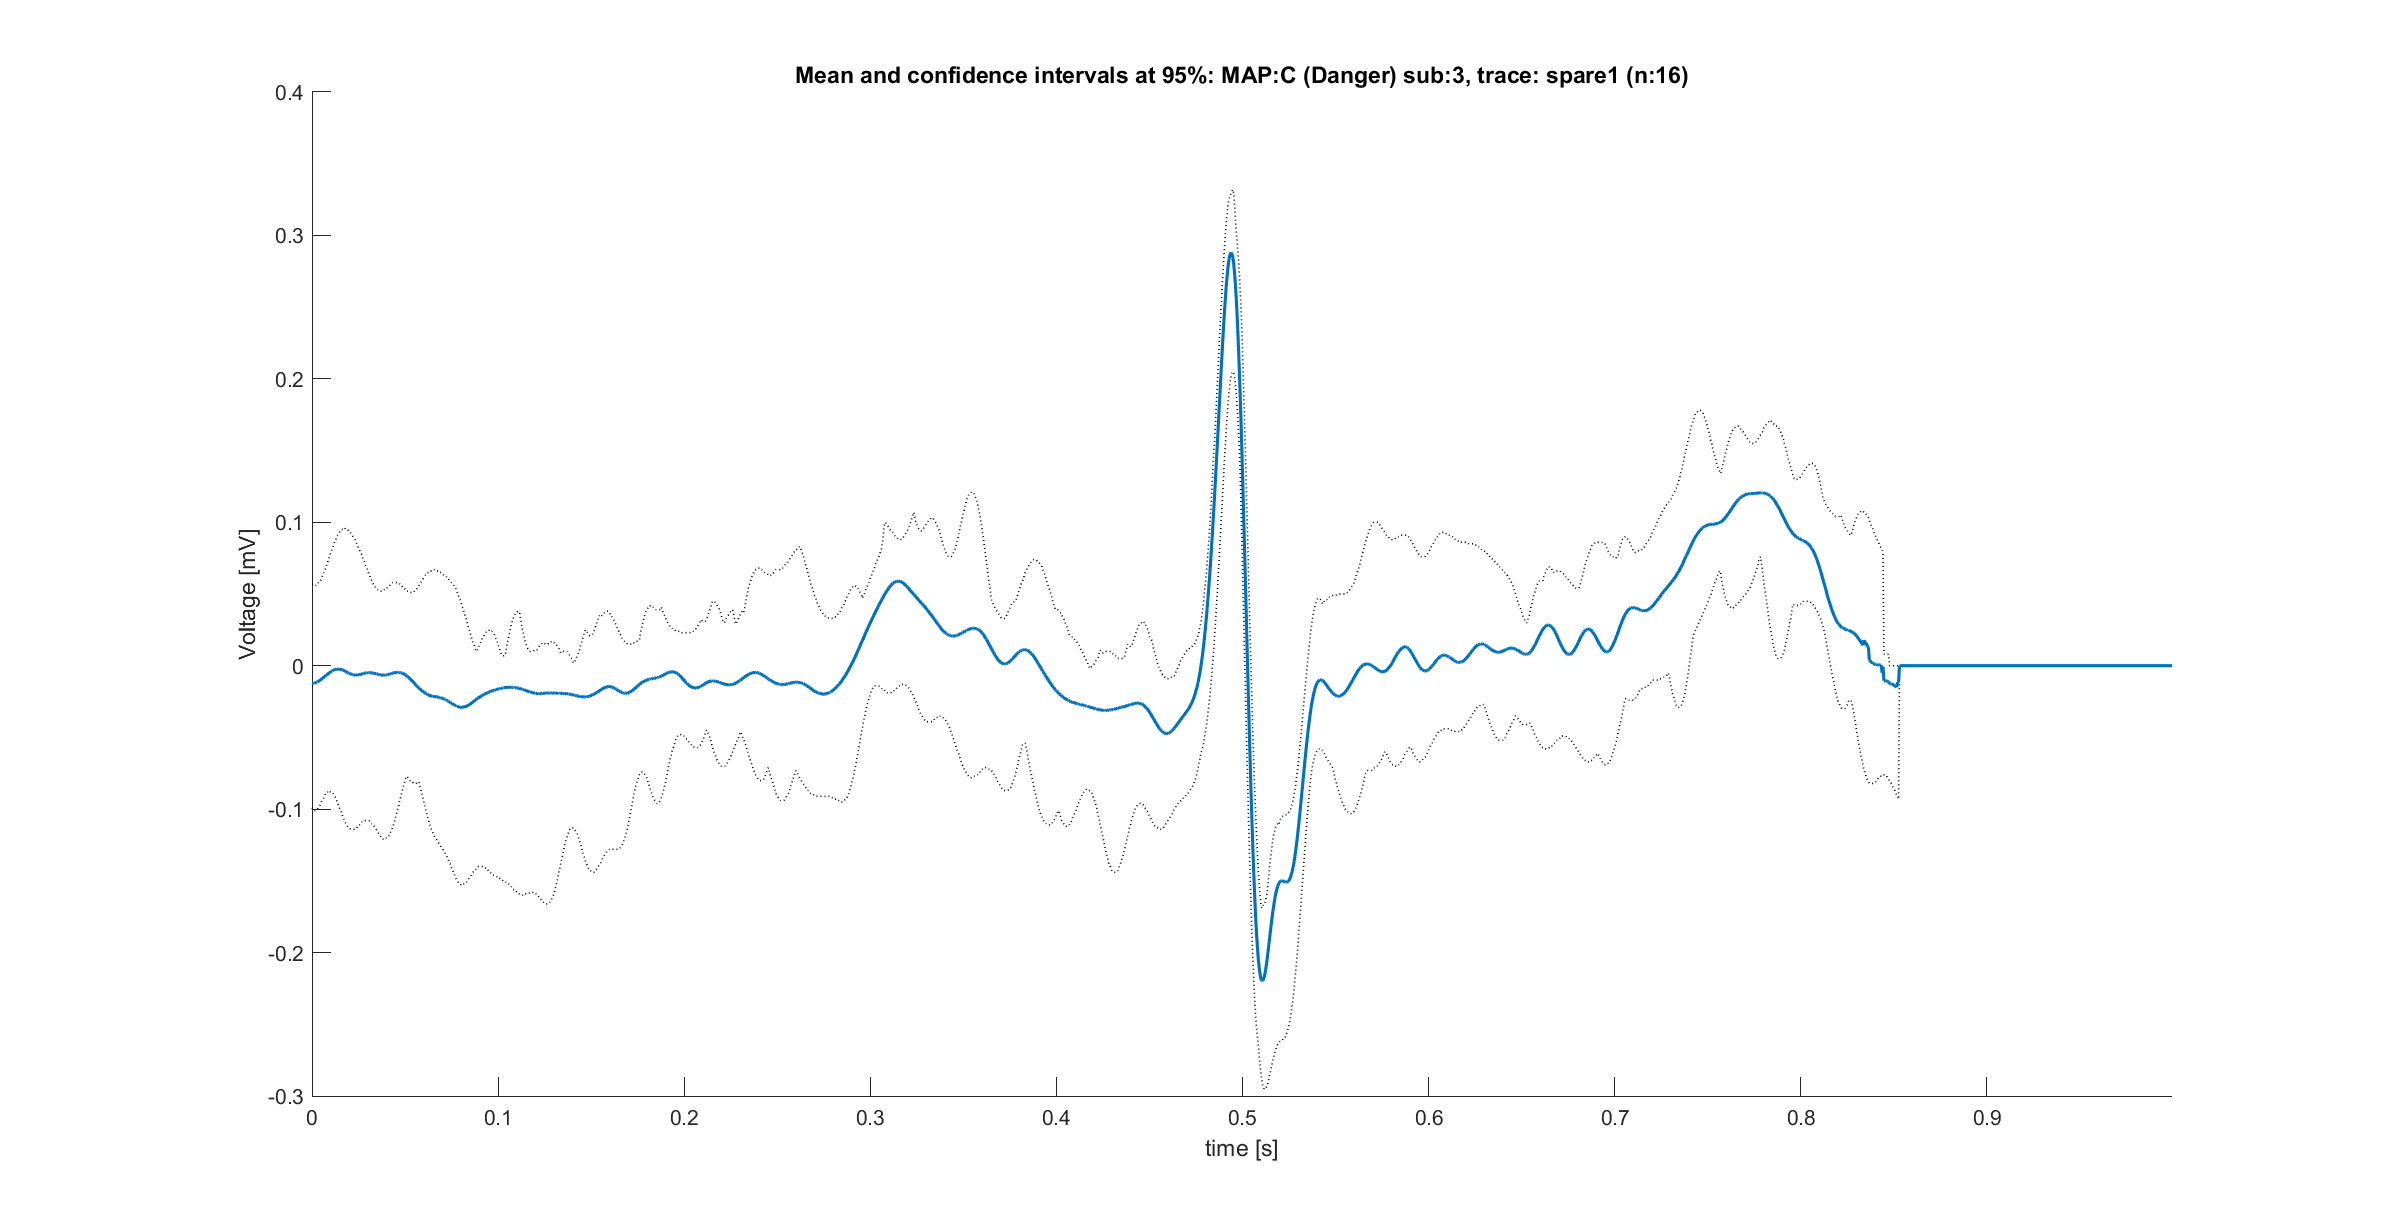 Mean and confidence intervals at 95%: MAP:C (Danger) sub:3, trace: spare1 (n:16)
0.4
0.3
0.2
0.1
0
-0.1
-0.2
-0.3
Voltage [mV]
0 0.1 0.2 0.3 0.4 0.5 0.6 0.7 0.8 0.9
time [s]